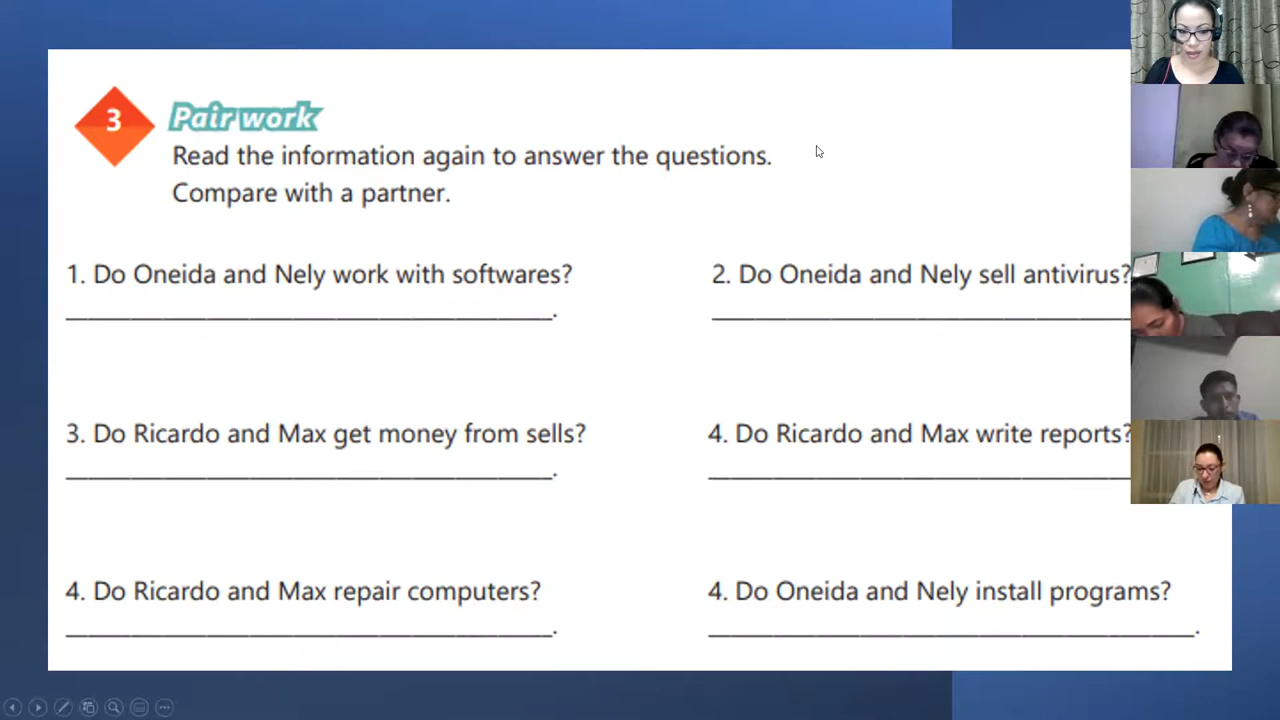 3
Pair work
Read the information again to answer the questions.
Compare with a partner.
1. Do Oneida and Nely work with softwares?
2. Do Oneida and Nely sell antivirus?
3. Do Ricardo and Max get money from sells?
4. Do Ricardo and Max write reports?
4. Do Ricardo and Max repair computers?
4. Do Oneida and Nely install programs?